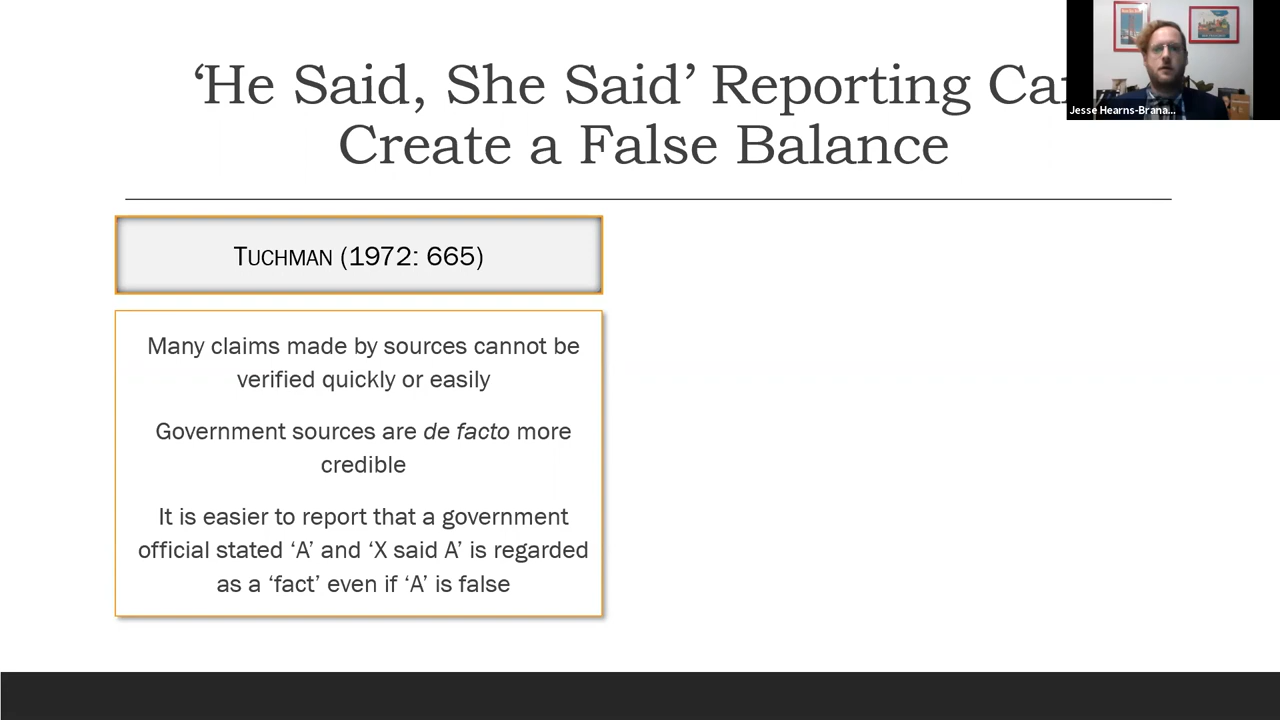 ‘He Said, She Said’ Reporting Can
Create a False Balance
Jesse Hearns-Brana...
TUCHMAN (1972: 665)
Many claims made by sources cannot be
verified quickly or easily
Government sources are de facto more
credible
It is easier to report that a government
official stated ‘A’ and ‘X said A’ is regarded
as a ‘fact’ even if ‘A’ is false